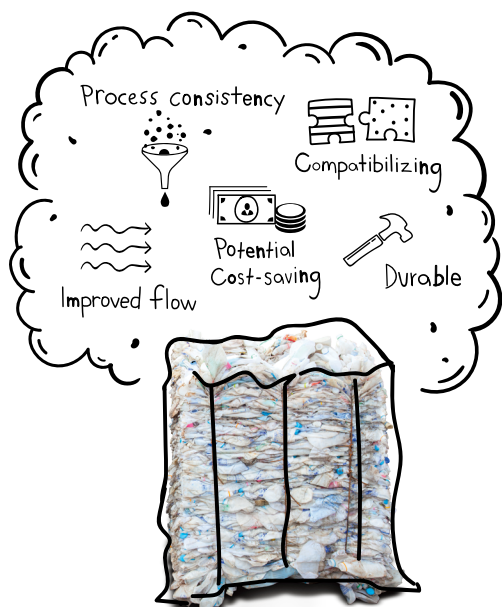 Process consistency
Compatibilizing
Potential
Cost-saving
Durable
Improved flow